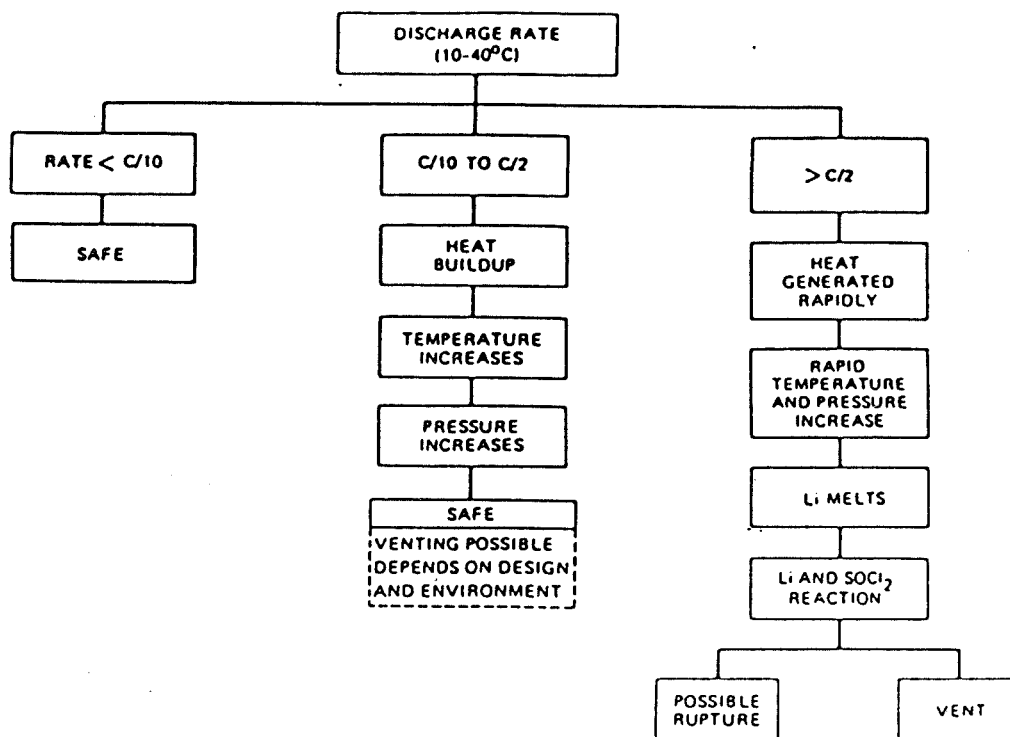 DISCHARGE RATE
(10-40°C)
RATE < C/10
SAFE
C/10 TO C/2
HEAT
BUILDUP
TEMPERATURE
INCREASES
PRESSURE
INCREASES
SAFE
VENTING POSSIBLE
DEPENDS ON DESIGN
AND ENVIRONMENT
> C/2
HEAT
GENERATED
RAPIDLY
RAPID
TEMPERATURE
AND PRESSURE
INCREASE
Li MELTS
Li AND SOCl₂
REACTION
POSSIBLE
RUPTURE
VENT